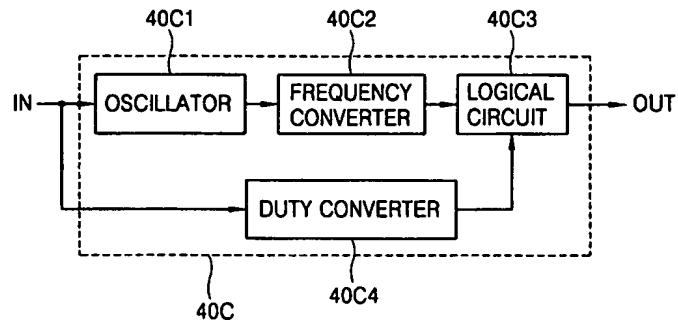 40C1
40C2
40C3
IN
OSCILLATOR
FREQUENCY
CONVERTER
LOGICAL
CIRCUIT
OUT
DUTY CONVERTER
40C
40C4